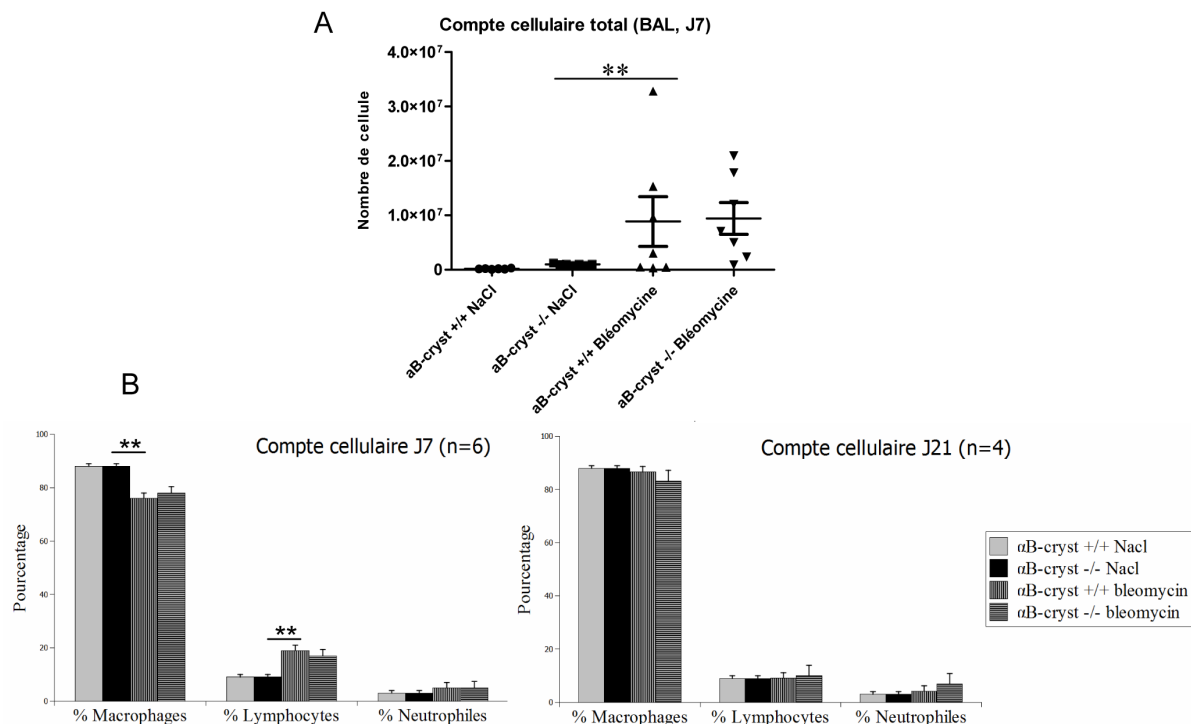 A
Compte cellulaire total (BAL, J7)
Nombre de cellule
4.0×10⁷
3.0×10⁷
2.0×10⁷
1.0×10⁷
0
**
aB-cryst +/+ NaCl
aB-cryst -/- NaCl
aB-cryst +/+ Bléomycine
aB-cryst -/- Bléomycine
B
Compte cellulaire J7 (n=6)
Pourcentage
100
80
60
40
20
0
**
**
% Macrophages
% Lymphocytes
% Neutrophiles
Compte cellulaire J21 (n=4)
Pourcentage
100
80
60
40
20
0
% Macrophages
% Lymphocytes
% Neutrophiles
αB-cryst +/+ Nacl
αB-cryst -/- Nacl
αB-cryst +/+ bleomycin
αB-cryst -/- bleomycin